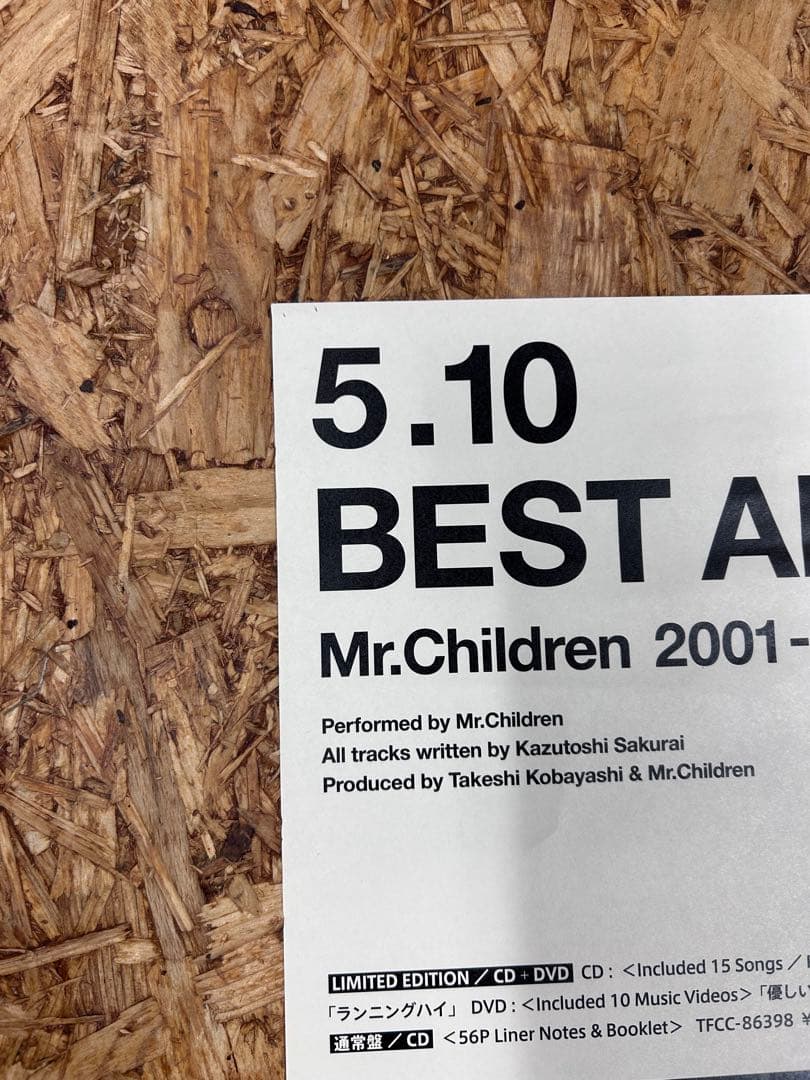 5.10
BEST AL
Mr.Children 2001-
Performed by Mr.Children
All tracks written by Kazutoshi Sakurai
Produced by Takeshi Kobayashi & Mr.Children
LIMITED EDITION／CD+DVD CD：＜Included 15 Songs／
「ランニングハイ」 DVD：＜Included 10 Music Videos＞「優しい
通常盤／CD ＜56P Liner Notes & Booklet＞ TFCC-86398 ¥